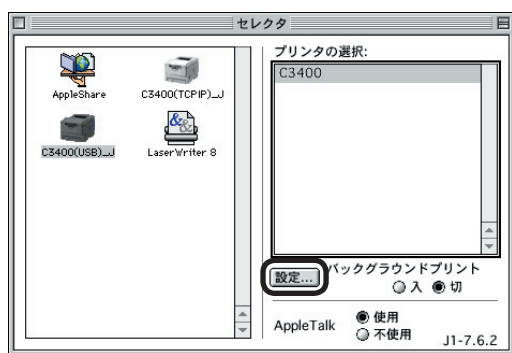 セレクタ
AppleShare
C3400(TCPIP)_J
C3400(USB)_J
LaserWriter 8
プリンタの選択:
C3400
設定...
バックグラウンドプリント
入 切
AppleTalk
使用
不使用
J1-7.6.2